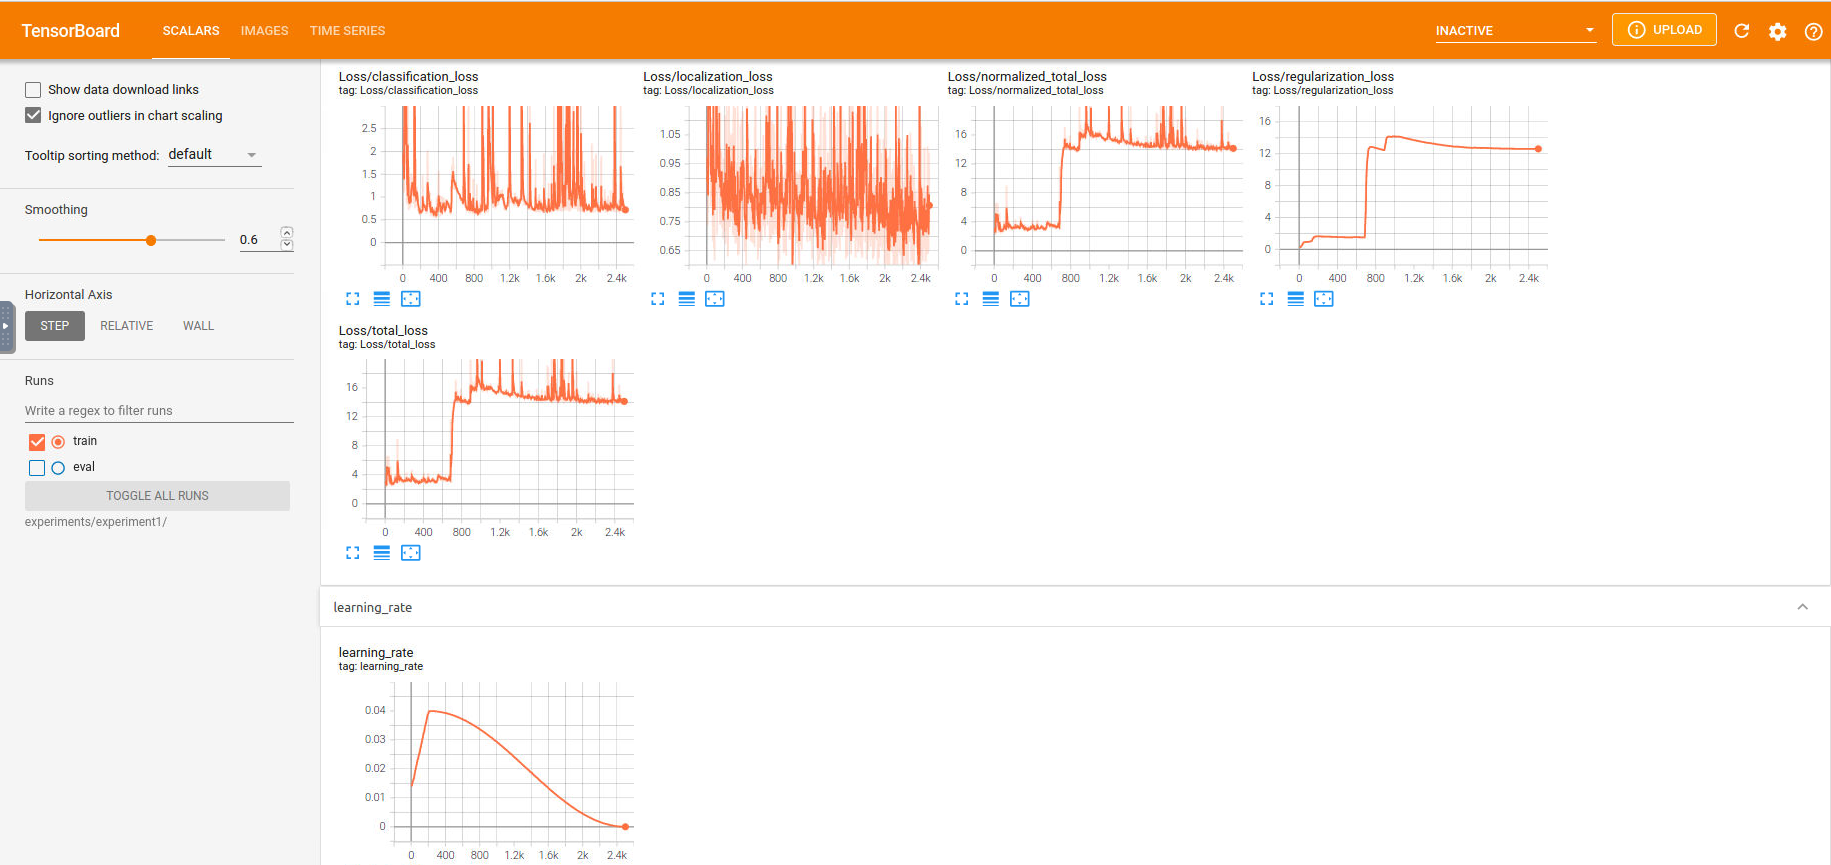 TensorBoard SCALARS IMAGES TIME SERIES INACTIVE UPLOAD
Show data download links
Ignore outliers in chart scaling
Tooltip sorting method: default
Smoothing
0.6
Horizontal Axis
STEP RELATIVE WALL
Runs
Write a regex to filter runs
train
eval
TOGGLE ALL RUNS
experiments/experiment1/
Loss/classification_loss
tag: Loss/classification_loss
2.5
2
1.5
1
0.5
0
0 400 800 1.2k 1.6k 2k 2.4k
Loss/localization_loss
tag: Loss/localization_loss
1.05
0.95
0.85
0.75
0.65
0 400 800 1.2k 1.6k 2k 2.4k
Loss/normalized_total_loss
tag: Loss/normalized_total_loss
16
12
8
4
0
0 400 800 1.2k 1.6k 2k 2.4k
Loss/regularization_loss
tag: Loss/regularization_loss
16
12
8
4
0
0 400 800 1.2k 1.6k 2k 2.4k
Loss/total_loss
tag: Loss/total_loss
16
12
8
4
0
0 400 800 1.2k 1.6k 2k 2.4k
learning_rate
learning_rate
tag: learning_rate
0.04
0.03
0.02
0.01
0
0 400 800 1.2k 1.6k 2k 2.4k